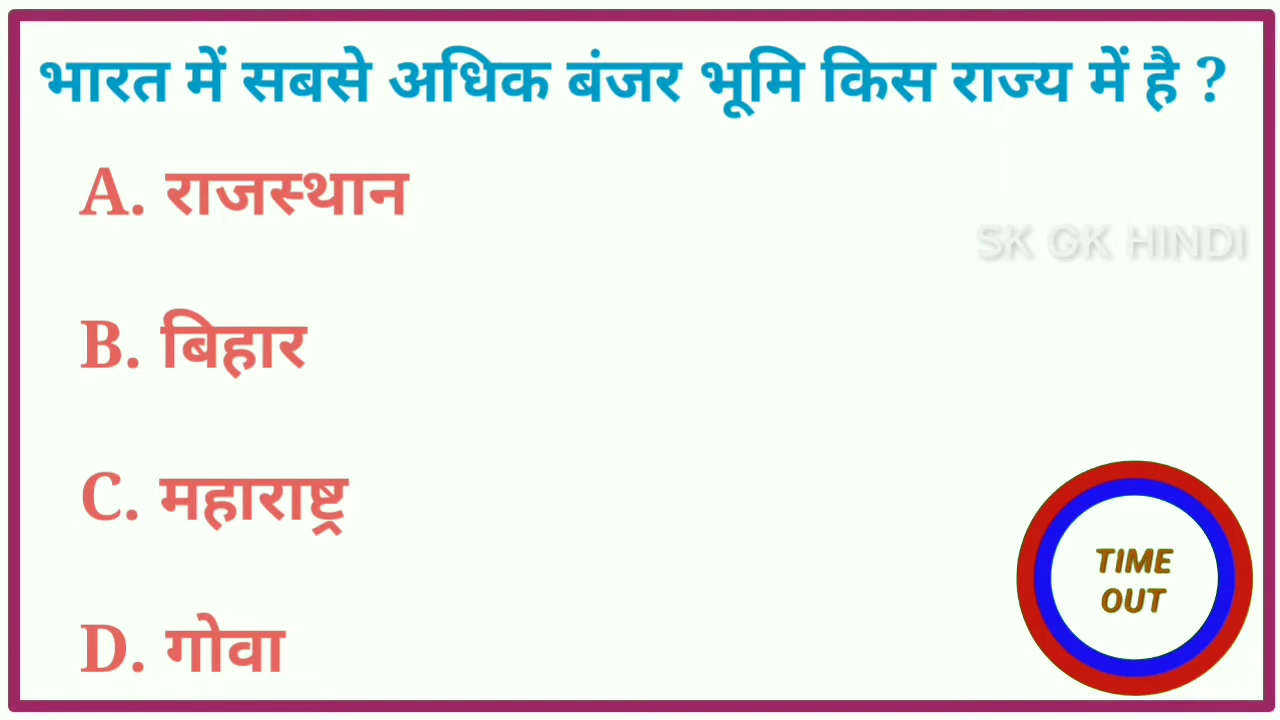 भारत में सबसे अधिक बंजर भूमि किस राज्य में है ?
A. राजस्थान
SK GK HINDI
B. बिहार
C. महाराष्ट्र
TIME
OUT
D. गोवा